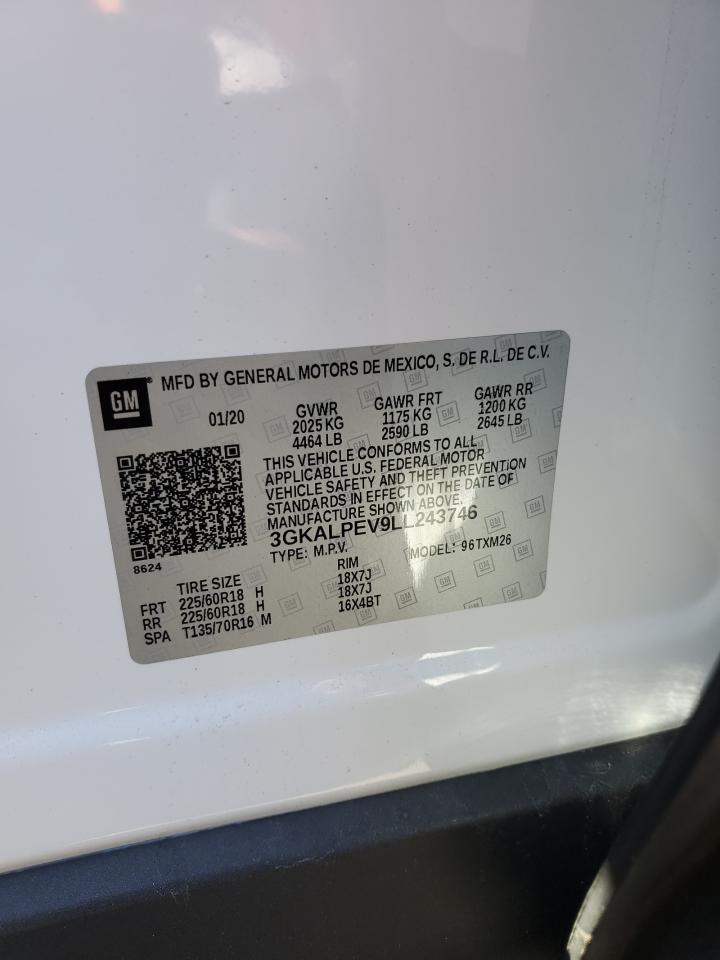 GM® MFD BY GENERAL MOTORS DE MEXICO, S. DE R.L. DE C.V.
01/20 GVWR GAWR FRT GAWR RR
2025 KG 1175 KG 1200 KG
4464 LB 2590 LB 2645 LB
THIS VEHICLE CONFORMS TO ALL
APPLICABLE U.S. FEDERAL MOTOR
VEHICLE SAFETY AND THEFT PREVENTION
STANDARDS IN EFFECT ON THE DATE OF
MANUFACTURE SHOWN ABOVE.
3GKALPEV9LL243746
8624 TYPE: M.P.V. MODEL: 96TXM26
TIRE SIZE RIM
FRT 225/60R18 H 18X7J
RR 225/60R18 H 18X7J
SPA T135/70R16 M 16X4BT